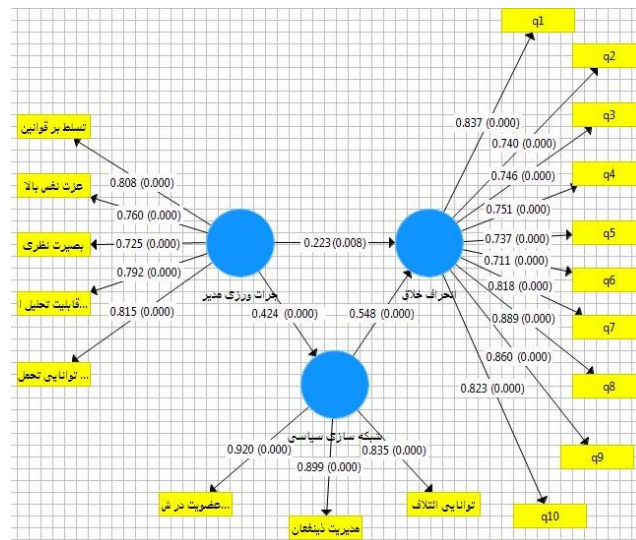 q1
q2
q3
q4
q5
q6
q7
q8
q9
q10
0.837 (0.000)
0.740 (0.000)
0.746 (0.000)
0.751 (0.000)
0.737 (0.000)
0.711 (0.000)
0.818 (0.000)
0.889 (0.000)
0.860 (0.000)
0.823 (0.000)
تسلط بر قوانین
عزت نفس بالا
بصیرت نظری
قابلیت تحلیل ا...
توانایی تحمل ...
0.808 (0.000)
0.760 (0.000)
0.725 (0.000)
0.792 (0.000)
0.815 (0.000)
0.223 (0.008)
جرات ورزی مدیر
انحراف خلاق
0.424 (0.000)
0.548 (0.000)
شبکه سازی سیاسی
0.920 (0.000)
0.899 (0.000)
0.835 (0.000)
عضویت در ش...
مدیریت ذینفعان
توانایی ائتلاف